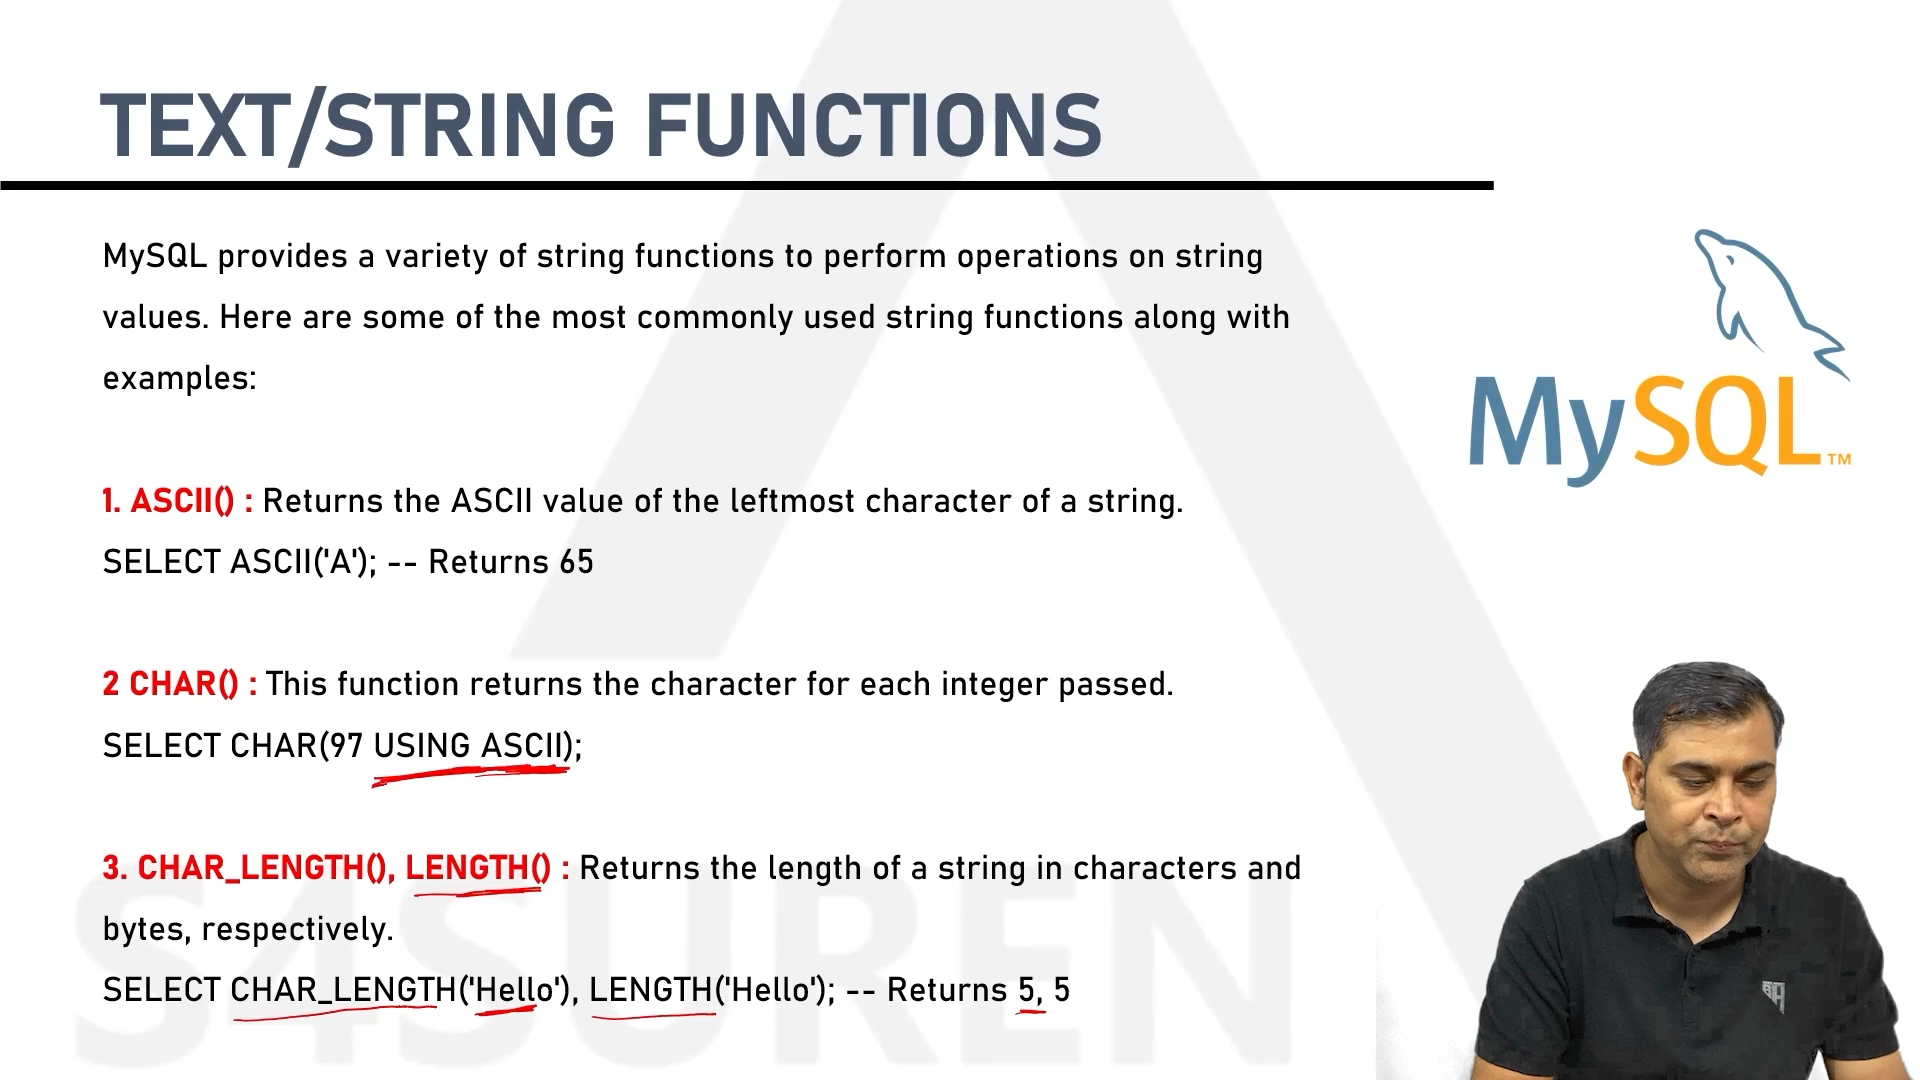 TEXT/STRING FUNCTIONS
MySQL provides a variety of string functions to perform operations on string
values. Here are some of the most commonly used string functions along with
examples:
1. ASCII() : Returns the ASCII value of the leftmost character of a string.
SELECT ASCII('A'); -- Returns 65
2 CHAR() : This function returns the character for each integer passed.
SELECT CHAR(97 USING ASCII);
3. CHAR_LENGTH(), LENGTH() : Returns the length of a string in characters and
bytes, respectively.
SELECT CHAR_LENGTH('Hello'), LENGTH('Hello'); -- Returns 5, 5
MySQL™
S4SUREN